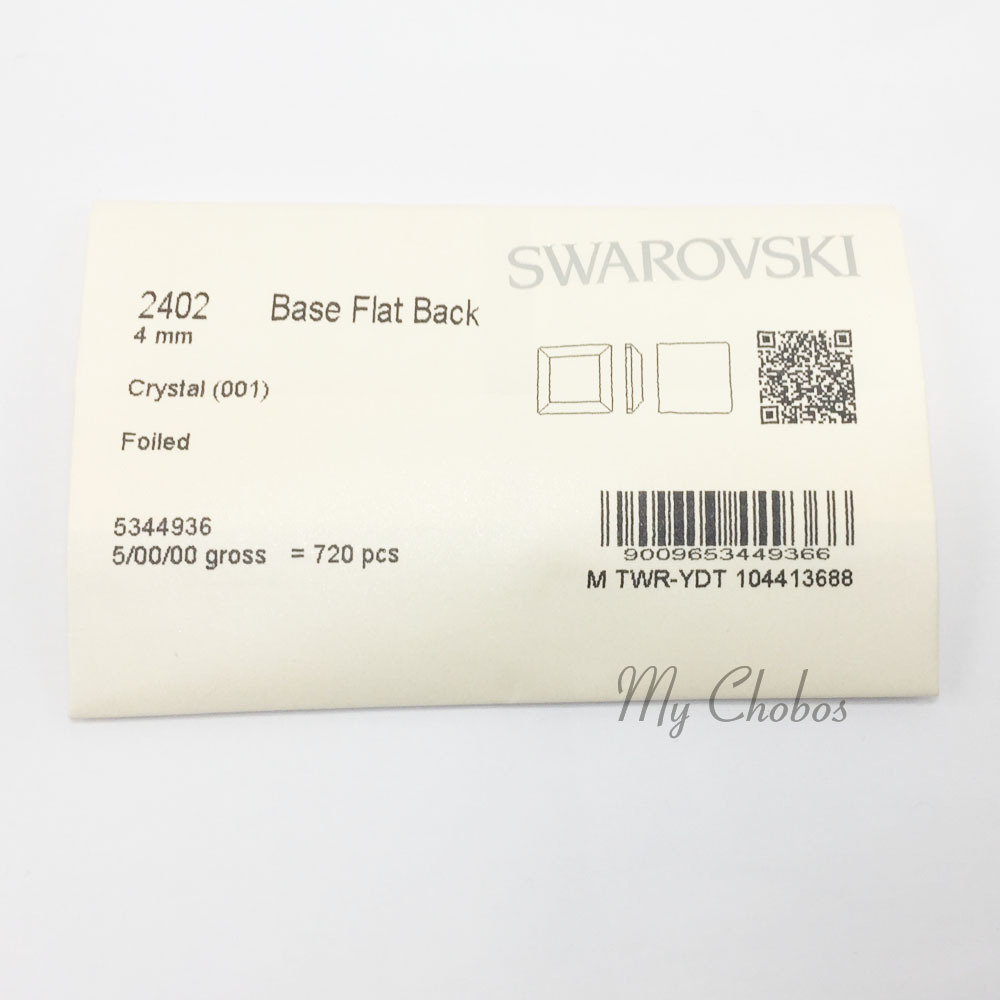 SWAROVSKI
2402 Base Flat Back
4 mm
Crystal (001)
Foiled
5344936
5/00/00 gross = 720 pcs
9009653449366
M TWR-YDT 104413688
My Chobos